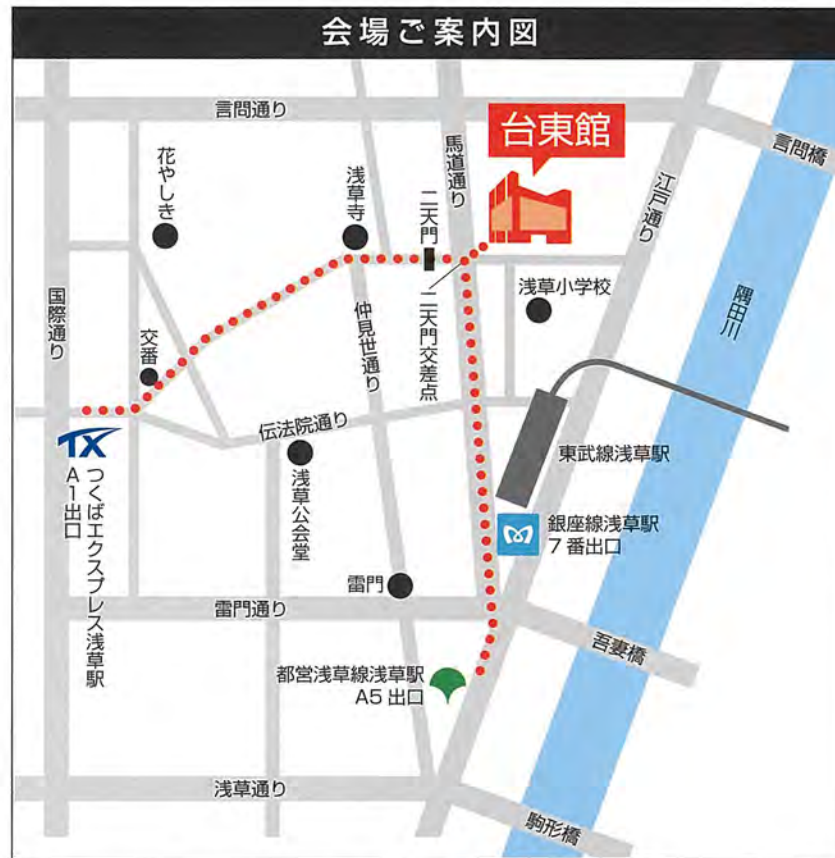 会場ご案内図
言問通り
台東館
言問橋
馬道通り
江戸通り
花やしき
浅草寺
二天門
国際通り
交番
仲見世通り
二天門交差点
浅草小学校
隅田川
伝法院通り
浅草公会堂
東武線浅草駅
TX
つくばエクスプレス浅草駅
A1出口
銀座線浅草駅
7番出口
雷門
雷門通り
吾妻橋
都営浅草線浅草駅
A5出口
浅草通り
駒形橋